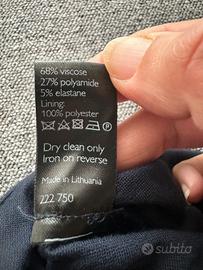 68% viscose
27% polyamide
5% elastane
Lining:
100% polyester
Dry clean only
Iron on reverse
Made in Lithuania
222 750
subito